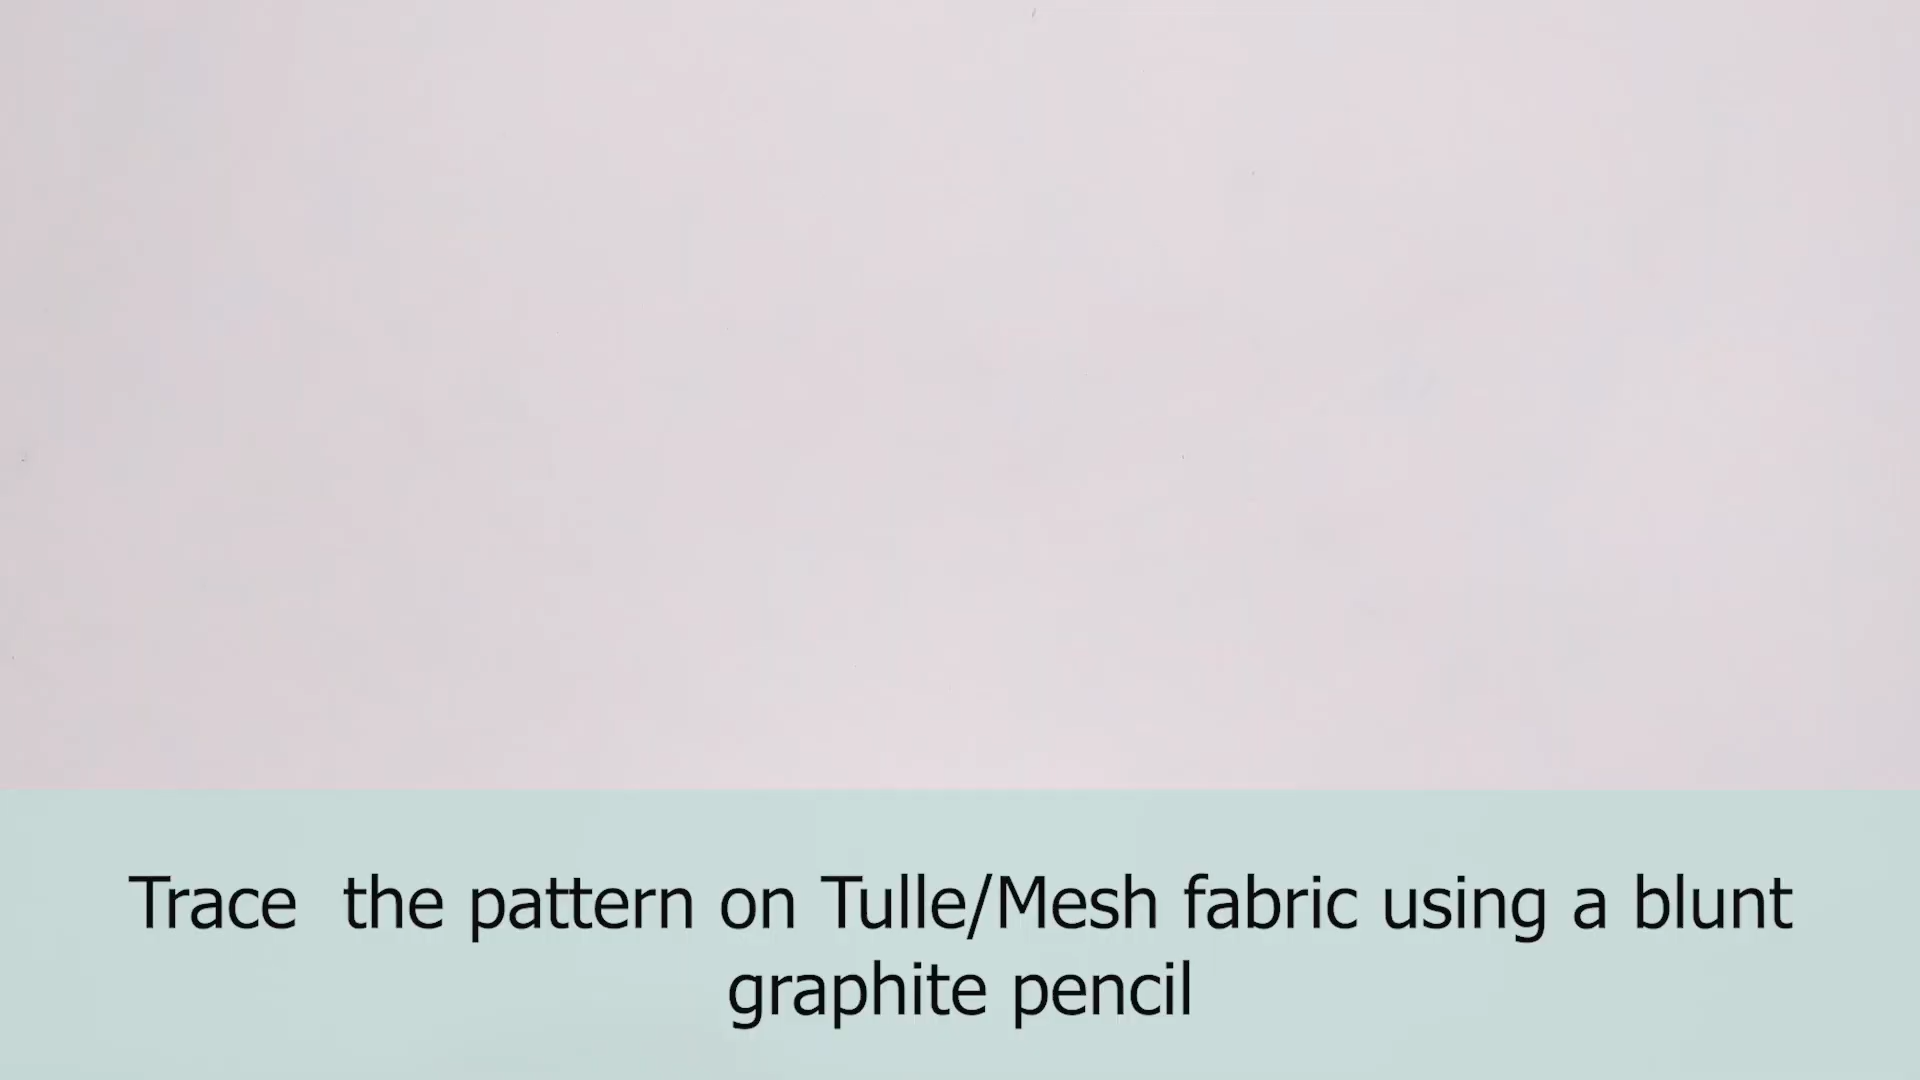 Trace  the pattern on Tulle/Mesh fabric using a blunt
graphite pencil